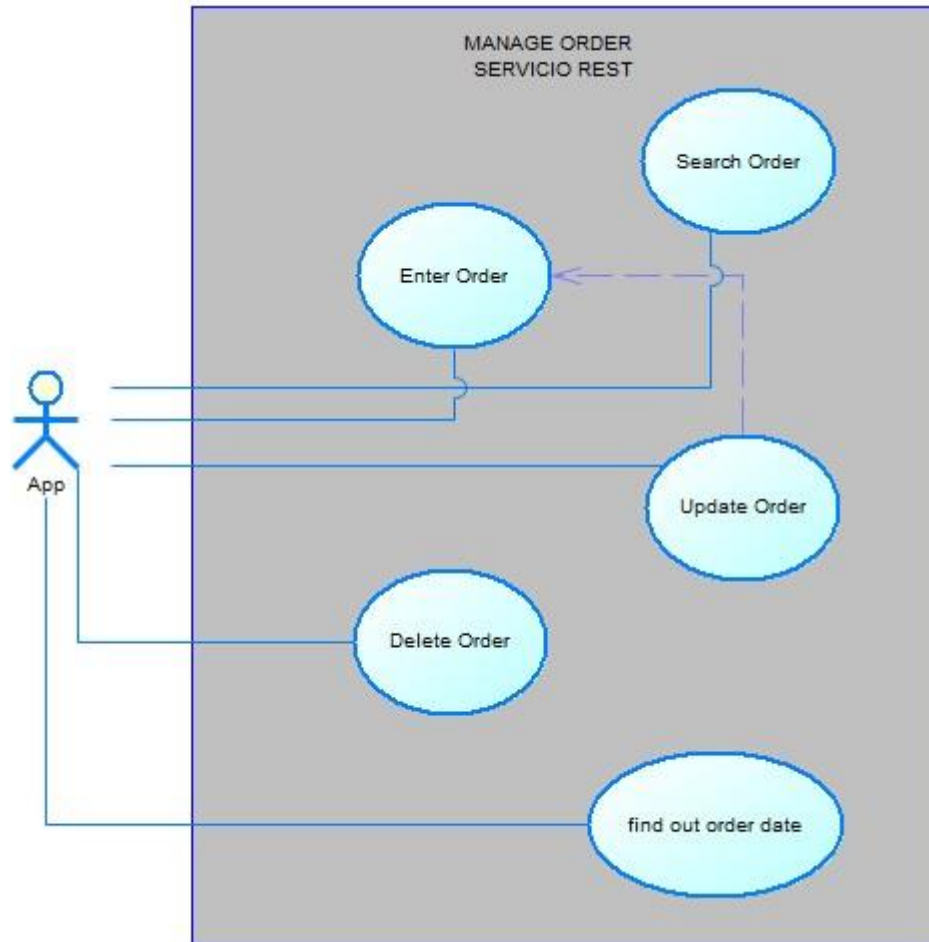 MANAGE ORDER
SERVICIO REST
Search Order
Enter Order
App
Update Order
Delete Order
find out order date